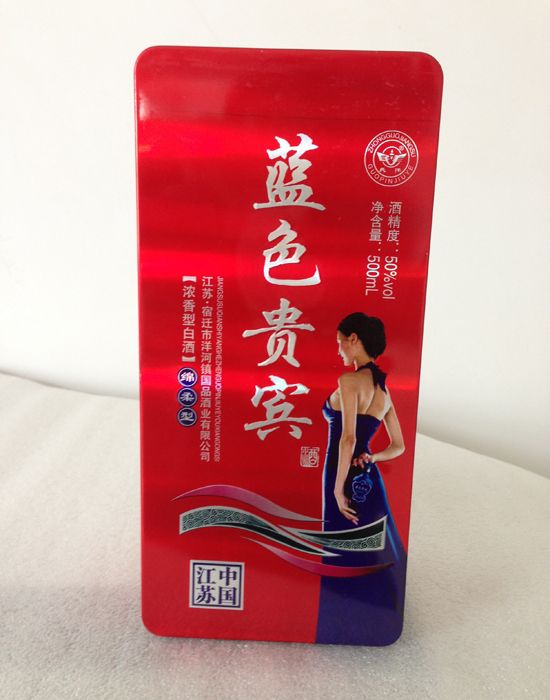 蓝色贵宾
ZHONGGUOJIANGSU
GUOPINJIUYE
酒精度：50%vol
净含量：500mL
江苏·宿迁市洋河镇国品酒业有限公司
【浓香型白酒】
绵柔型
中国
江苏